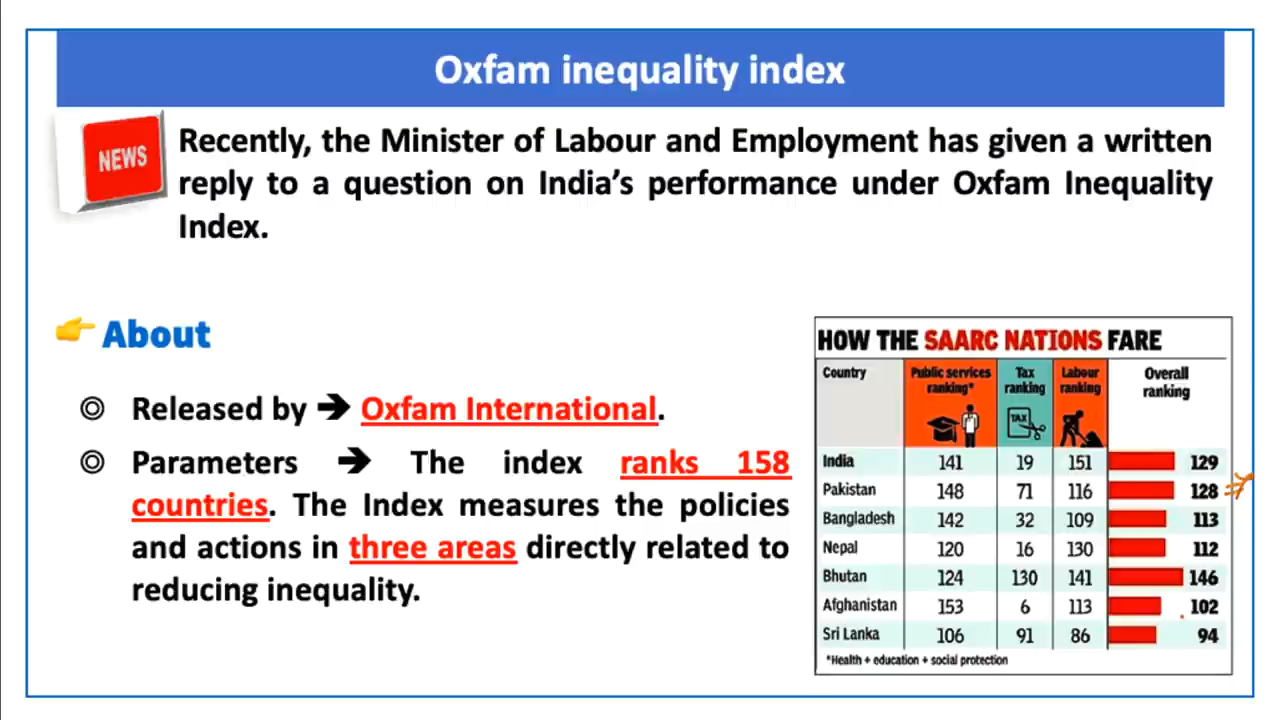 Oxfam inequality index
NEWS
Recently, the Minister of Labour and Employment has given a written
reply to a question on India’s performance under Oxfam Inequality
Index.
About
Released by → Oxfam International.
Parameters → The index ranks 158
countries. The Index measures the policies
and actions in three areas directly related to
reducing inequality.
HOW THE SAARC NATIONS FARE
Country Public services ranking* Tax ranking Labour ranking Overall ranking
TAX
India 141 19 151 129
Pakistan 148 71 116 128
Bangladesh 142 32 109 113
Nepal 120 16 130 112
Bhutan 124 130 141 146
Afghanistan 153 6 113 102
Sri Lanka 106 91 86 94
*Health + education + social protection